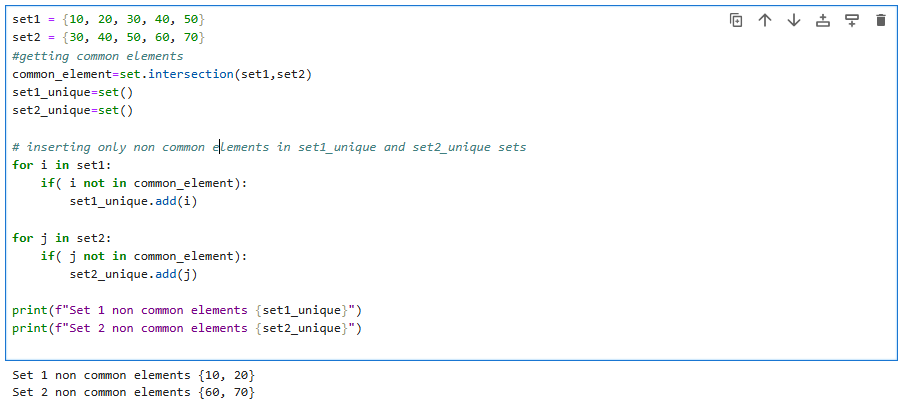 set1 = {10, 20, 30, 40, 50}
set2 = {30, 40, 50, 60, 70}
#getting common elements
common_element=set.intersection(set1,set2)
set1_unique=set()
set2_unique=set()
# inserting only non common elements in set1_unique and set2_unique sets
for i in set1:
    if( i not in common_element):
        set1_unique.add(i)
for j in set2:
    if( j not in common_element):
        set2_unique.add(j)
print(f"Set 1 non common elements {set1_unique}")
print(f"Set 2 non common elements {set2_unique}")
Set 1 non common elements {10, 20}
Set 2 non common elements {60, 70}